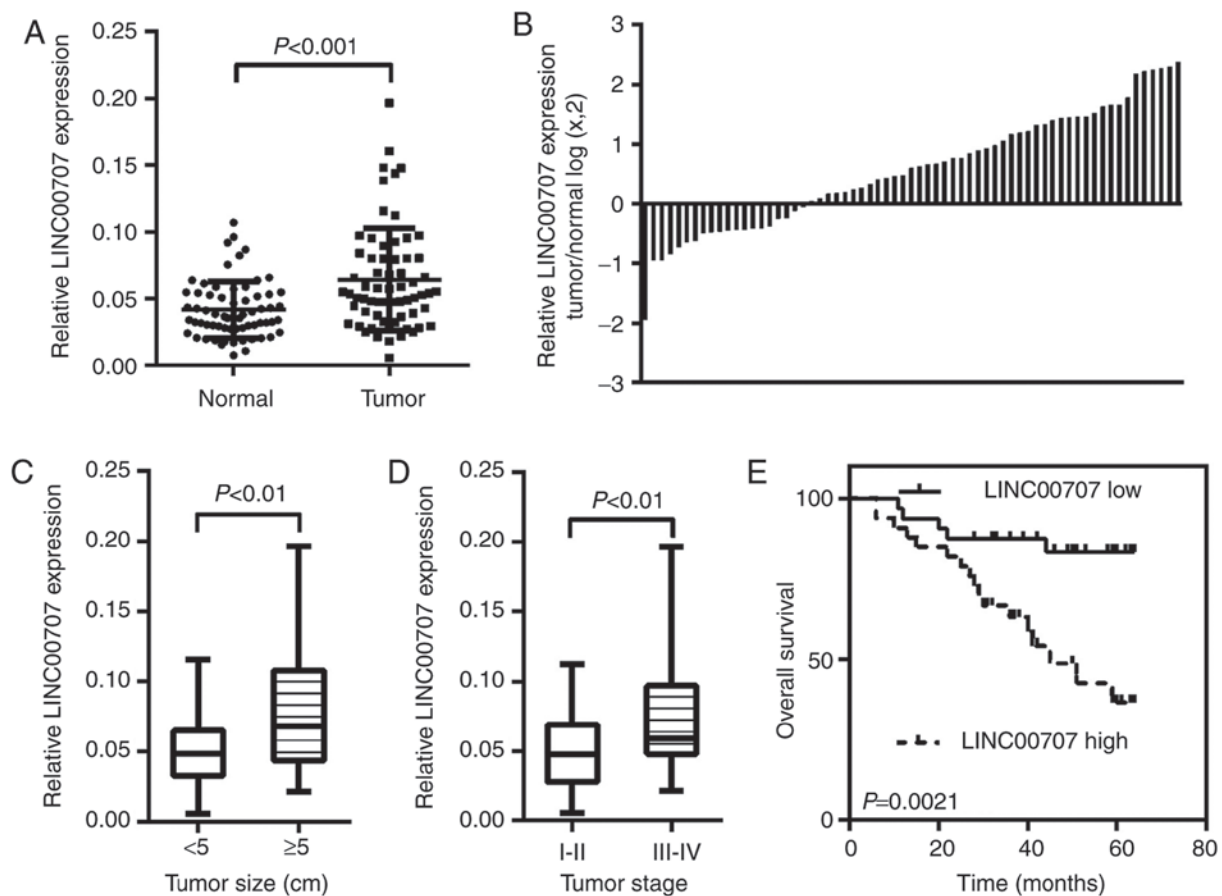 A
P<0.001
Relative LINC00707 expression
0.25
0.20
0.15
0.10
0.05
0.00
Normal
Tumor
B
Relative LINC00707 expression
tumor/normal log (x,2)
3
2
1
0
−1
−2
−3
C
P<0.01
Relative LINC00707 expression
0.25
0.20
0.15
0.10
0.05
0.00
<5
≥5
Tumor size (cm)
D
P<0.01
Relative LINC00707 expression
0.25
0.20
0.15
0.10
0.05
0.00
I-II
III-IV
Tumor stage
E
LINC00707 low
LINC00707 high
P=0.0021
Overall survival
100
50
0
0
20
40
60
80
Time (months)